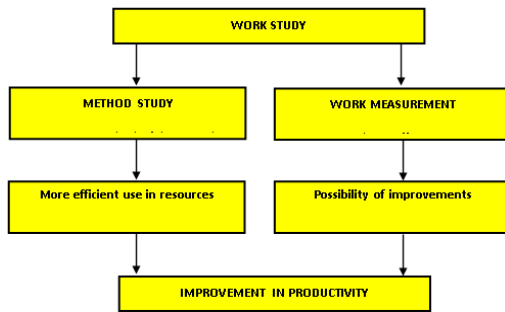 WORK STUDY
METHOD STUDY
WORK MEASUREMENT
More efficient use in resources
Possibility of improvements
IMPROVEMENT IN PRODUCTIVITY